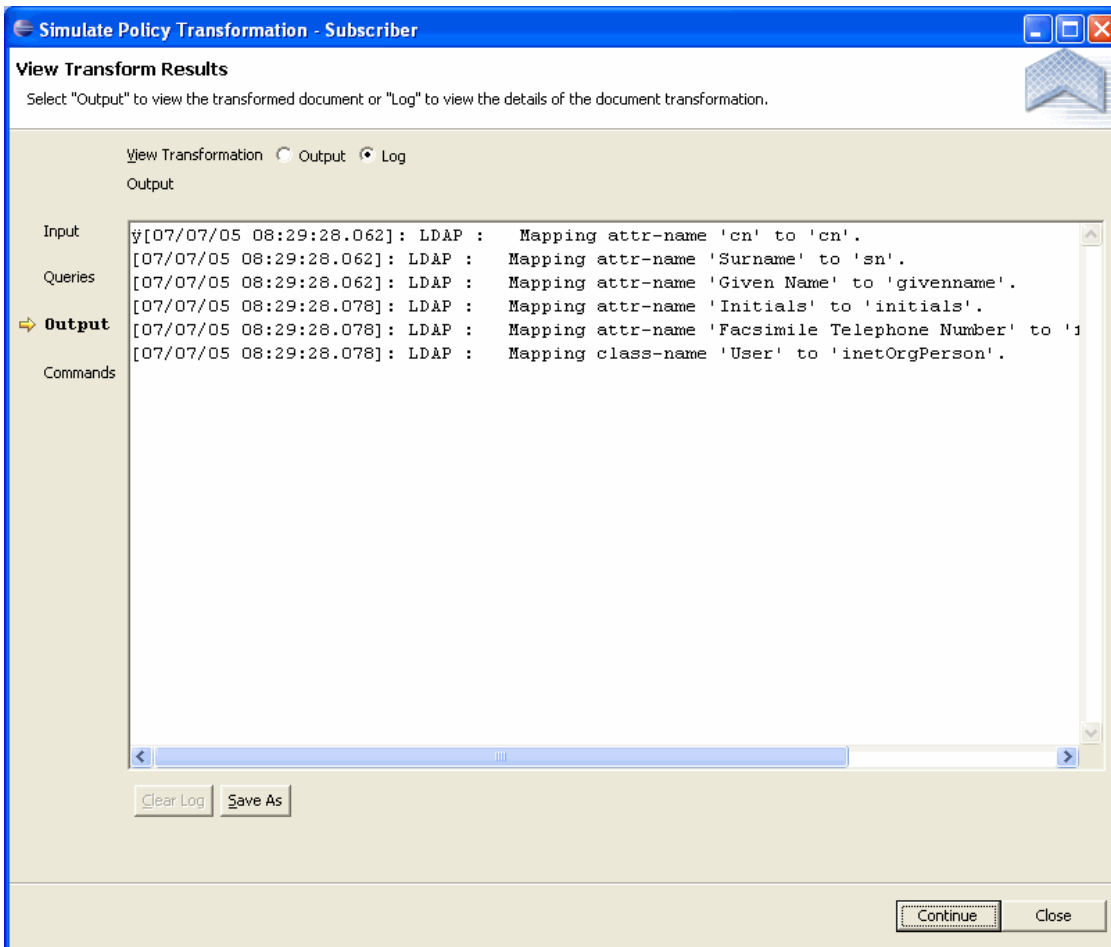 Simulate Policy Transformation - Subscriber
View Transform Results
Select "Output" to view the transformed document or "Log" to view the details of the document transformation.
View Transformation Output Log
Output
Input
Queries
Output
Commands
ÿ[07/07/05 08:29:28.062]: LDAP :   Mapping attr-name 'cn' to 'cn'.
[07/07/05 08:29:28.062]: LDAP :   Mapping attr-name 'Surname' to 'sn'.
[07/07/05 08:29:28.062]: LDAP :   Mapping attr-name 'Given Name' to 'givenname'.
[07/07/05 08:29:28.078]: LDAP :   Mapping attr-name 'Initials' to 'initials'.
[07/07/05 08:29:28.078]: LDAP :   Mapping attr-name 'Facsimile Telephone Number' to
[07/07/05 08:29:28.078]: LDAP :   Mapping class-name 'User' to 'inetOrgPerson'.
Clear Log Save As
Continue Close